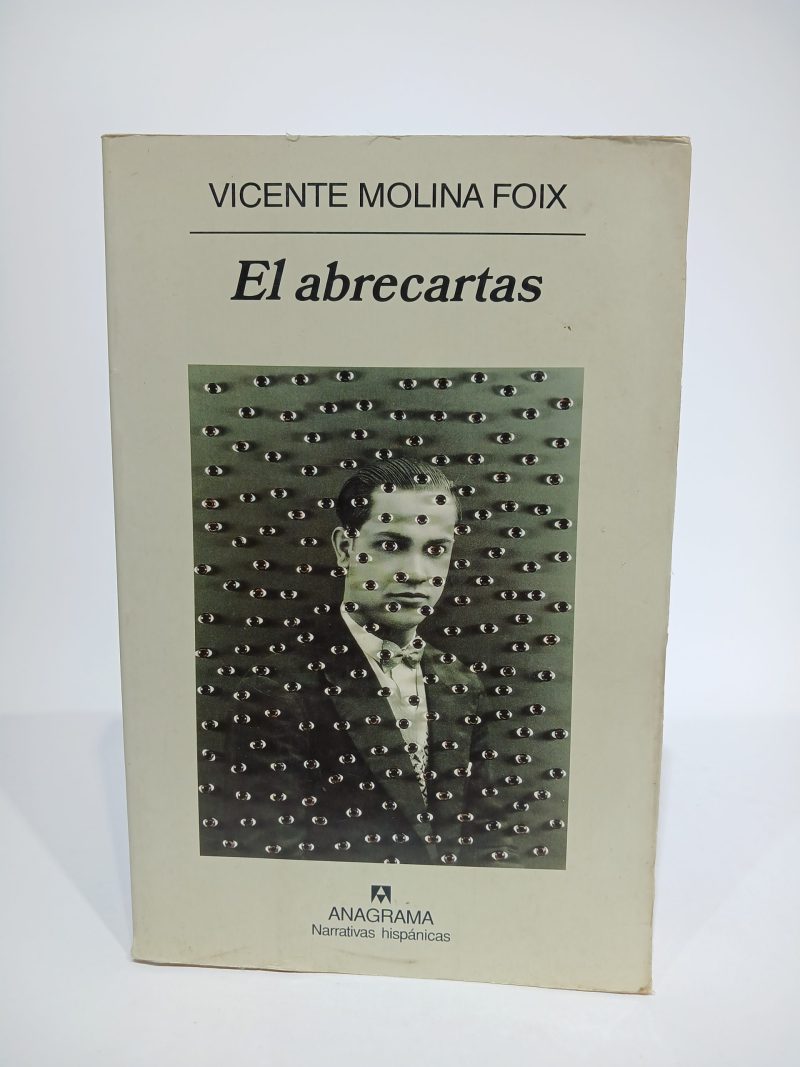 VICENTE MOLINA FOIX
El abrecartas
ANAGRAMA
Narrativas hispánicas